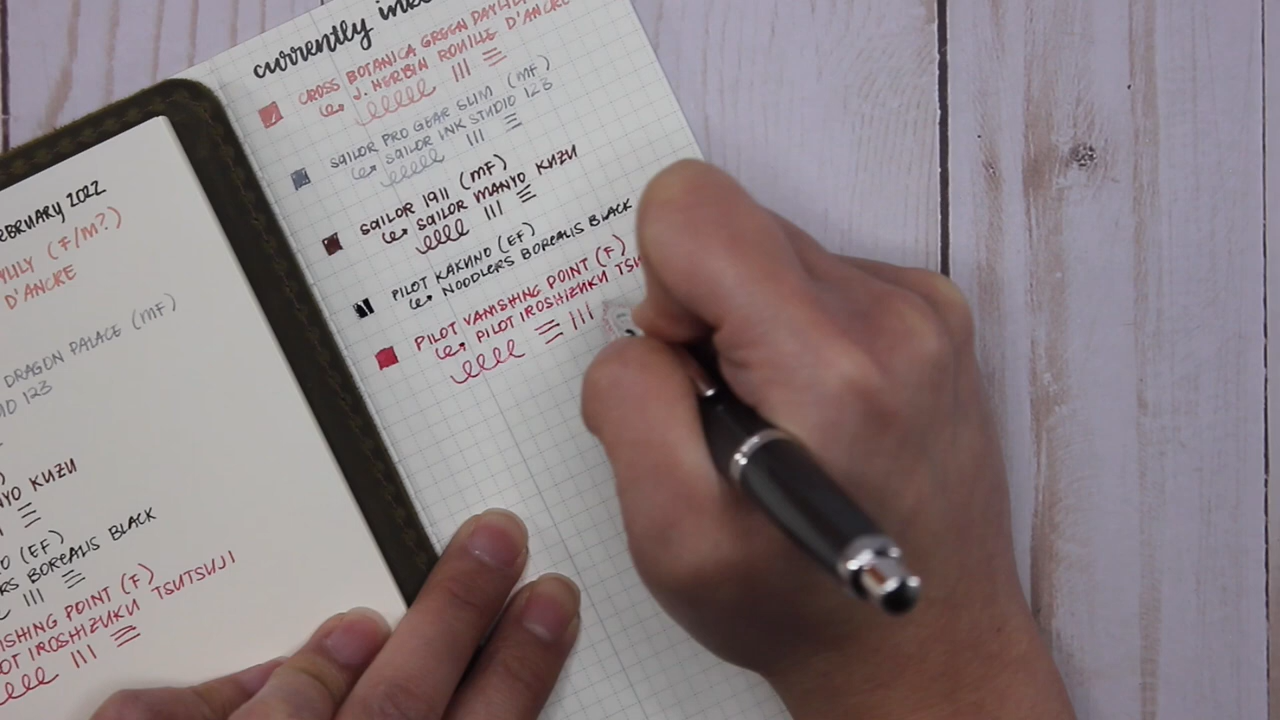 FEBRUARY 2022
(F/M?)
D'ANCRE
DRAGON PALACE (MF)
123
KUZU
(EF)
BOREALIS BLACK
POINT (F)
IROSHIZUKU TSUTSUJI
currently
CROSS BOTANICA GREEN DAYLILY
J. HERBIN ROUILLE D'ANCRE
SAILOR PRO GEAR SLIM (MF)
SAILOR INK STUDIO 123
SAILOR 1911 (MF)
SAILOR MANYO KUZU
PILOT KAKUNO (EF)
NOODLERS BOREALIS BLACK
PILOT VANISHING POINT (F)
PILOT IROSHIZUKU